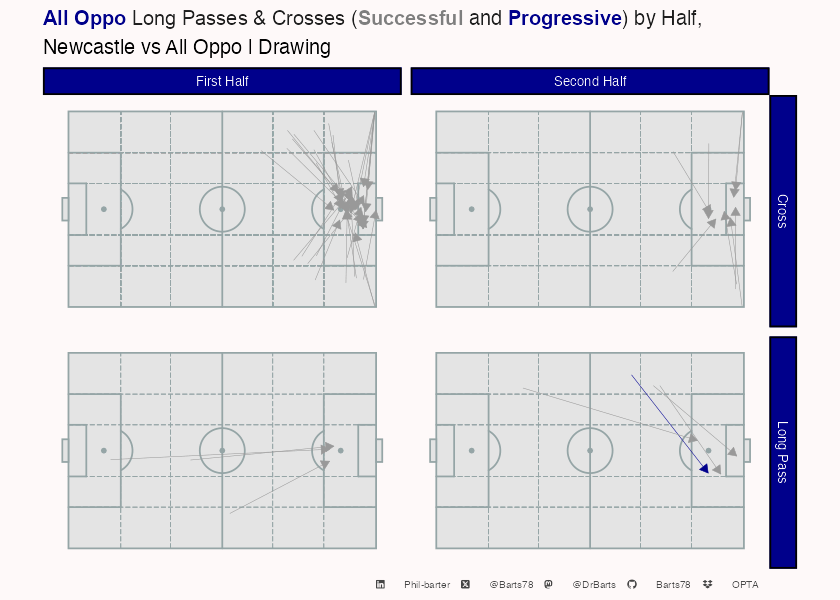 All Oppo Long Passes & Crosses (Successful and Progressive) by Half,
Newcastle vs All Oppo I Drawing
First Half
Second Half
Cross
Long Pass
Phil-barter @Barts78 @DrBarts Barts78 OPTA